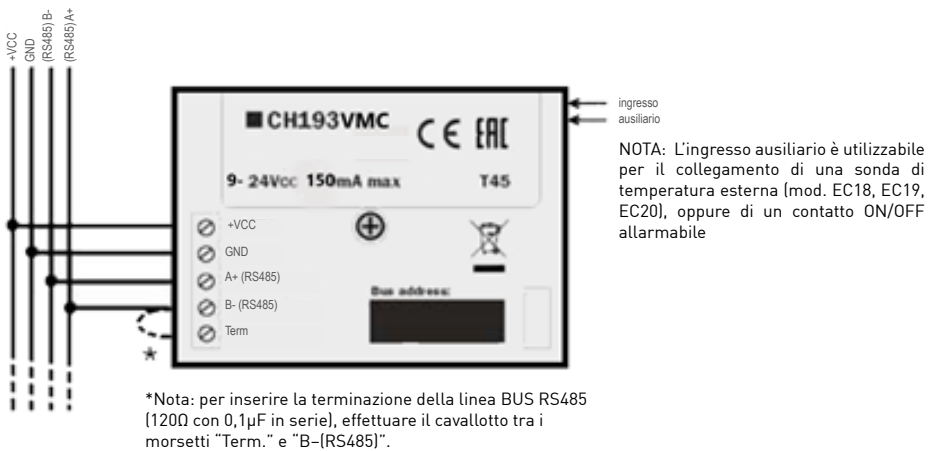 +VCC
GND
(RS485) B-
(RS485) A+
CH193VMC
CE EAC
9- 24Vcc 150mA max T45
+VCC
GND
A+ (RS485)
B- (RS485)
Term
Bus address:
*
ingresso
ausiliario
NOTA: L'ingresso ausiliario è utilizzabile
per il collegamento di una sonda di
temperatura esterna (mod. EC18, EC19,
EC20), oppure di un contatto ON/OFF
allarmabile
*Nota: per inserire la terminazione della linea BUS RS485
(120Ω con 0,1µF in serie), effettuare il cavallotto tra i
morsetti "Term." e "B–(RS485)".